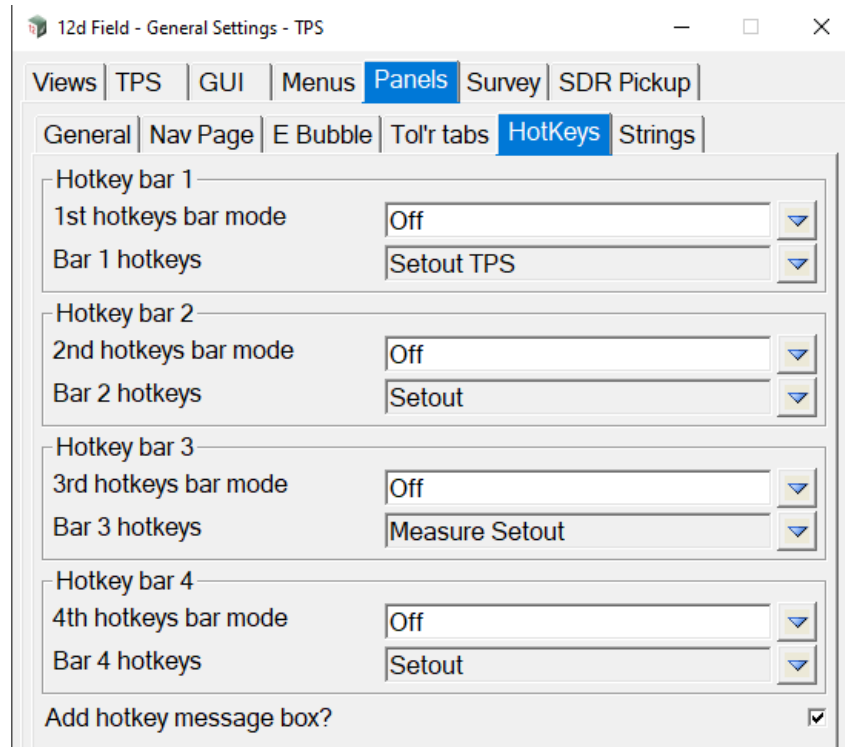 12d Field - General Settings - TPS
Views TPS GUI Menus Panels Survey SDR Pickup
General Nav Page E Bubble Tol'r tabs HotKeys Strings
Hotkey bar 1
1st hotkeys bar mode Off
Bar 1 hotkeys Setout TPS
Hotkey bar 2
2nd hotkeys bar mode Off
Bar 2 hotkeys Setout
Hotkey bar 3
3rd hotkeys bar mode Off
Bar 3 hotkeys Measure Setout
Hotkey bar 4
4th hotkeys bar mode Off
Bar 4 hotkeys Setout
Add hotkey message box?